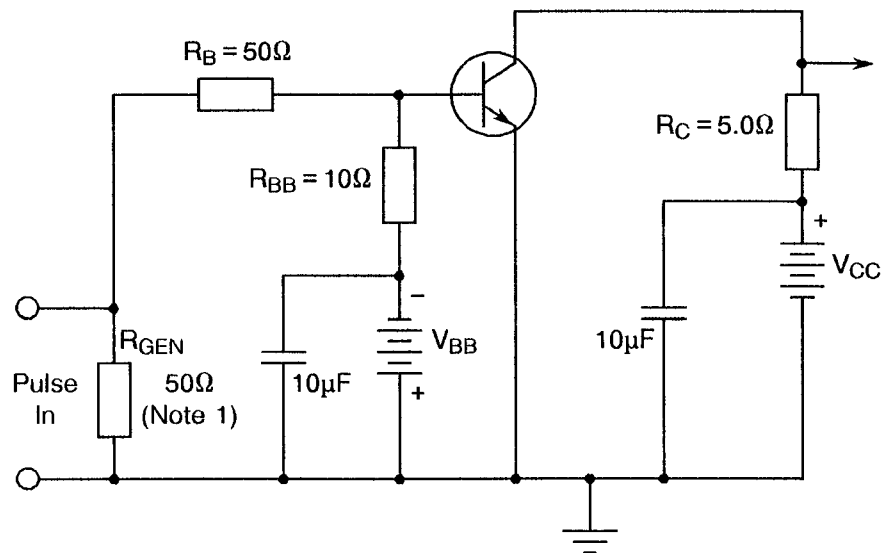 R_B = 50Ω
R_C = 5.0Ω
R_BB = 10Ω
+
V_CC
−
V_BB
+
10µF
10µF
R_GEN
Pulse
In
50Ω
(Note 1)